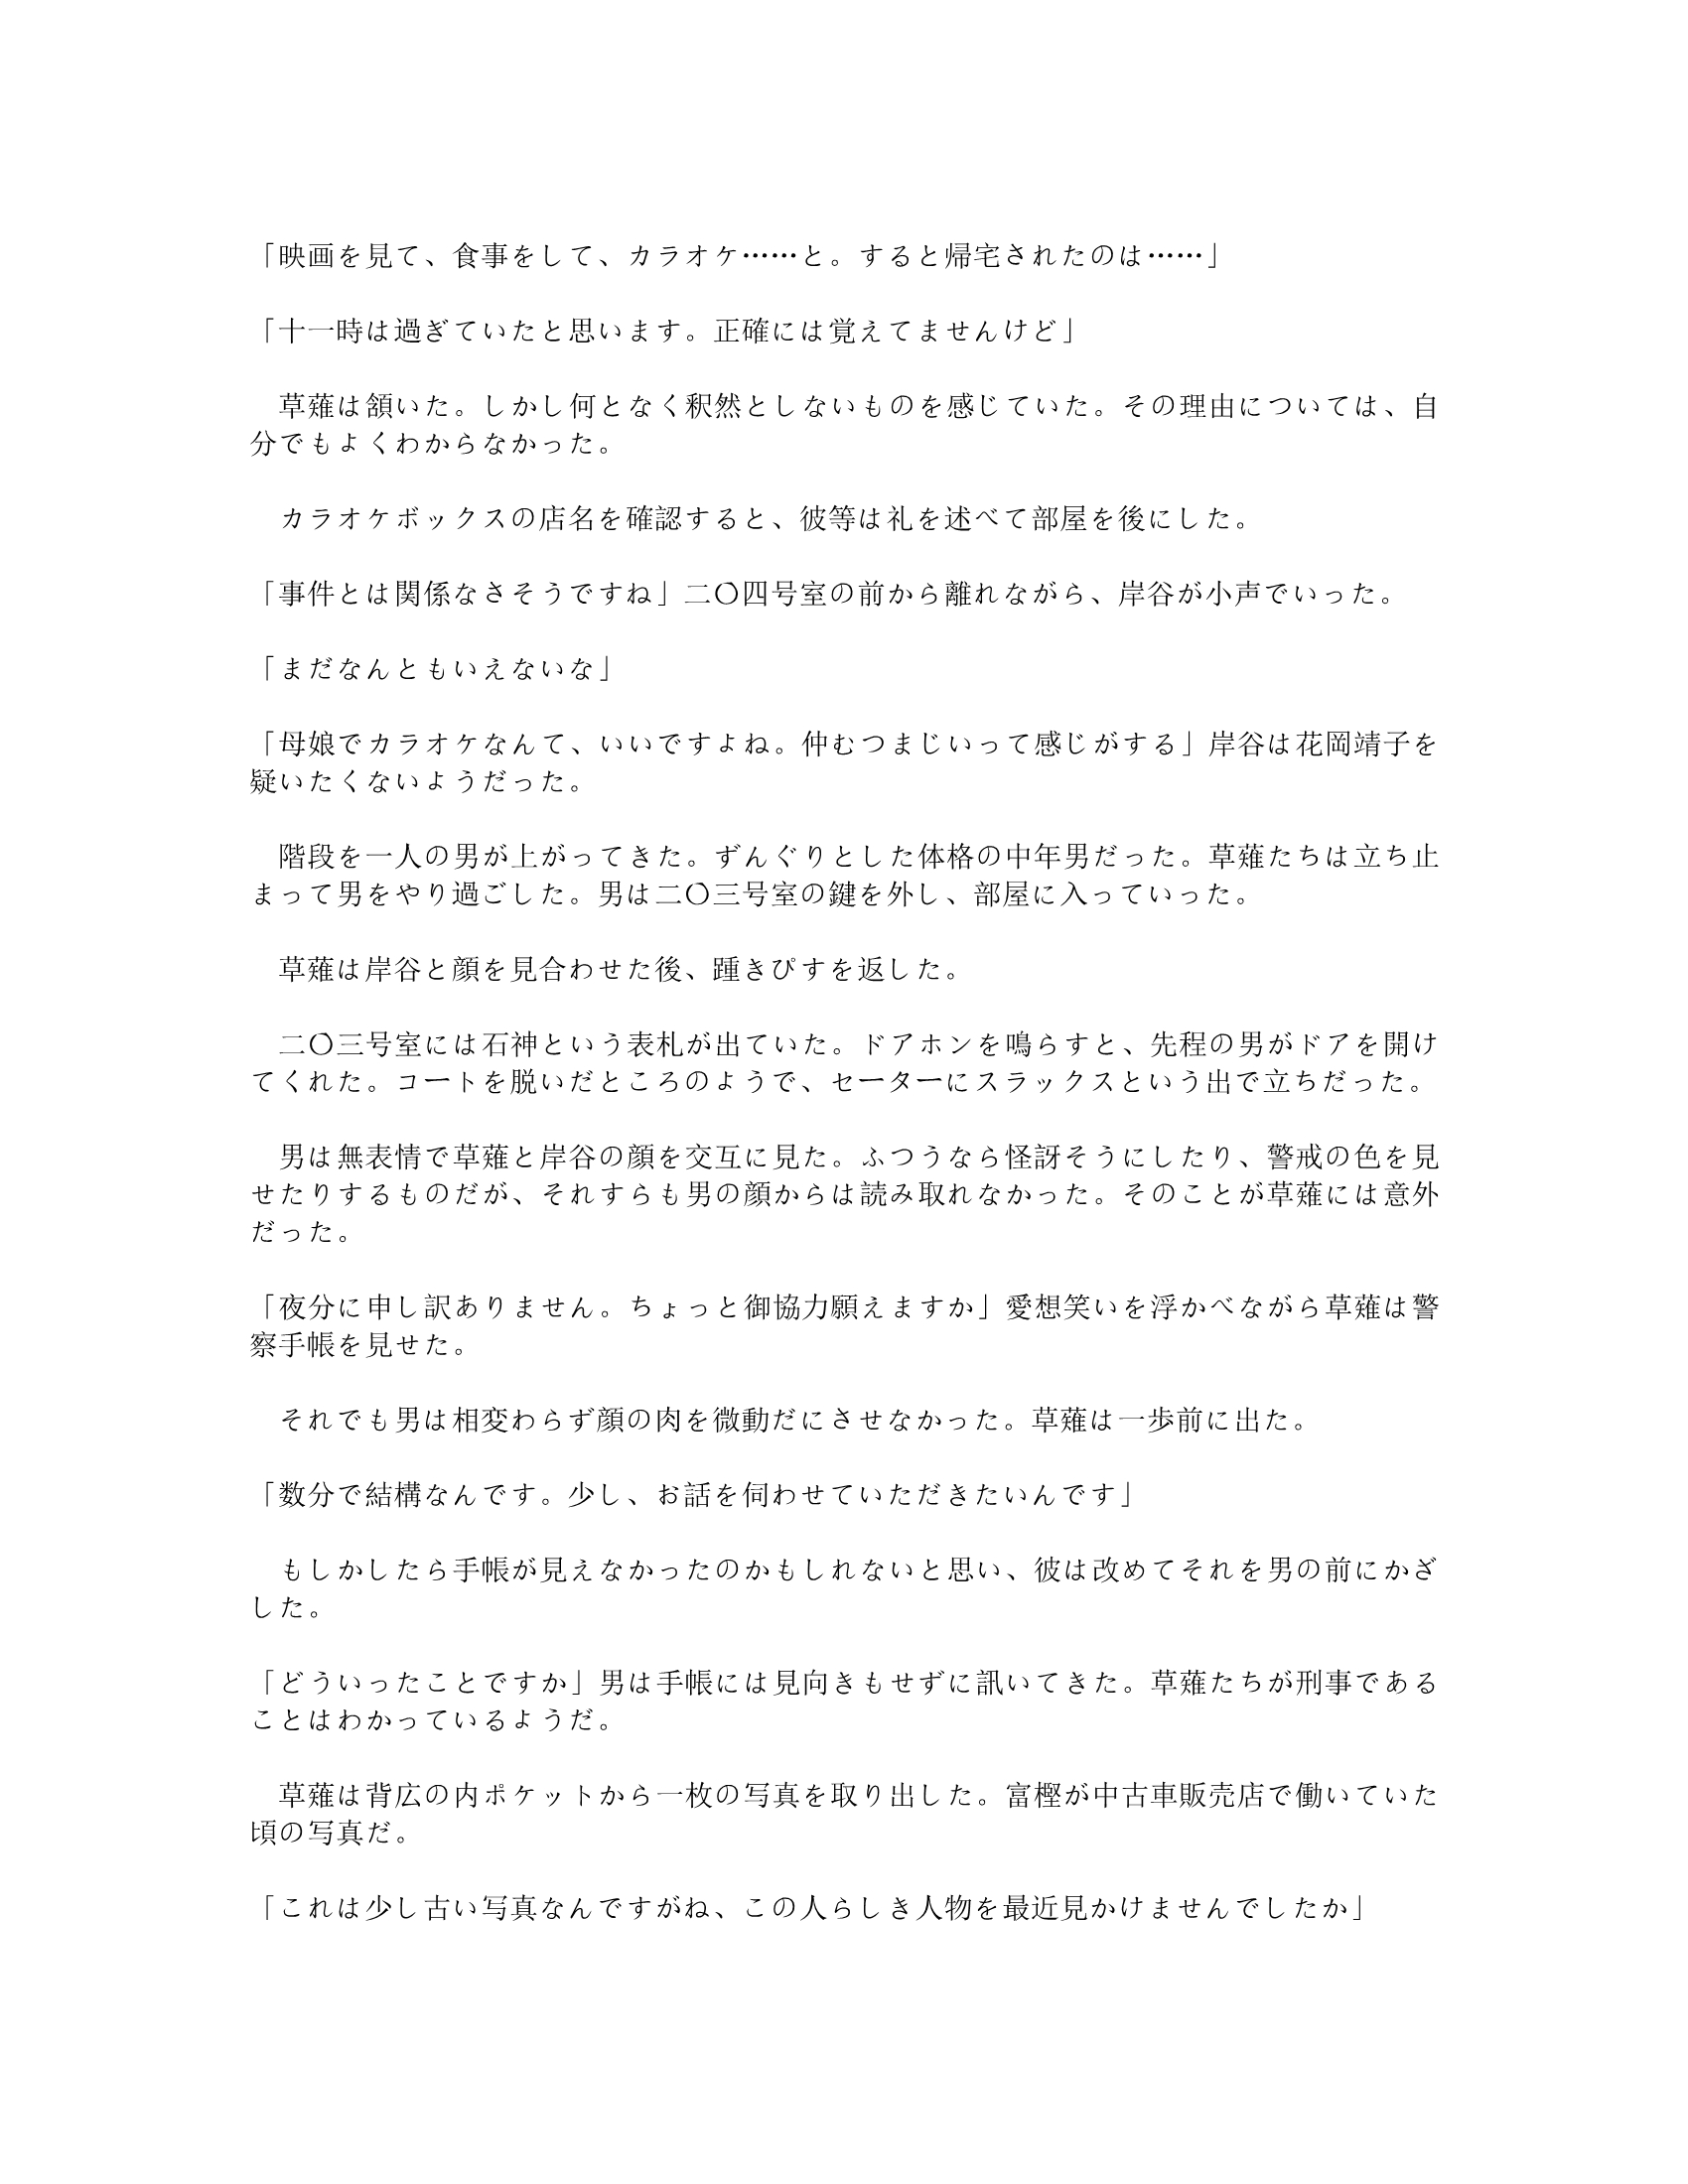 「映画を見て、食事をして、カラオケ……と。すると帰宅されたのは……」
「十一時は過ぎていたと思います。正確には覚えてませんけど」
　草薙は頷いた。しかし何となく釈然としないものを感じていた。その理由については、自
分でもよくわからなかった。
　カラオケボックスの店名を確認すると、彼等は礼を述べて部屋を後にした。
「事件とは関係なさそうですね」二〇四号室の前から離れながら、岸谷が小声でいった。
「まだなんともいえないな」
「母娘でカラオケなんて、いいですよね。仲むつまじいって感じがする」岸谷は花岡靖子を
疑いたくないようだった。
　階段を一人の男が上がってきた。ずんぐりとした体格の中年男だった。草薙たちは立ち止
まって男をやり過ごした。男は二〇三号室の鍵を外し、部屋に入っていった。
　草薙は岸谷と顔を見合わせた後、踵きびすを返した。
　二〇三号室には石神という表札が出ていた。ドアホンを鳴らすと、先程の男がドアを開け
てくれた。コートを脱いだところのようで、セーターにスラックスという出で立ちだった。
　男は無表情で草薙と岸谷の顔を交互に見た。ふつうなら怪訝そうにしたり、警戒の色を見
せたりするものだが、それすらも男の顔からは読み取れなかった。そのことが草薙には意外
だった。
「夜分に申し訳ありません。ちょっと御協力願えますか」愛想笑いを浮かべながら草薙は警
察手帳を見せた。
　それでも男は相変わらず顔の肉を微動だにさせなかった。草薙は一歩前に出た。
「数分で結構なんです。少し、お話を伺わせていただきたいんです」
　もしかしたら手帳が見えなかったのかもしれないと思い、彼は改めてそれを男の前にかざ
した。
「どういったことですか」男は手帳には見向きもせずに訊いてきた。草薙たちが刑事である
ことはわかっているようだ。
　草薙は背広の内ポケットから一枚の写真を取り出した。富樫が中古車販売店で働いていた
頃の写真だ。
「これは少し古い写真なんですがね、この人らしき人物を最近見かけませんでしたか」